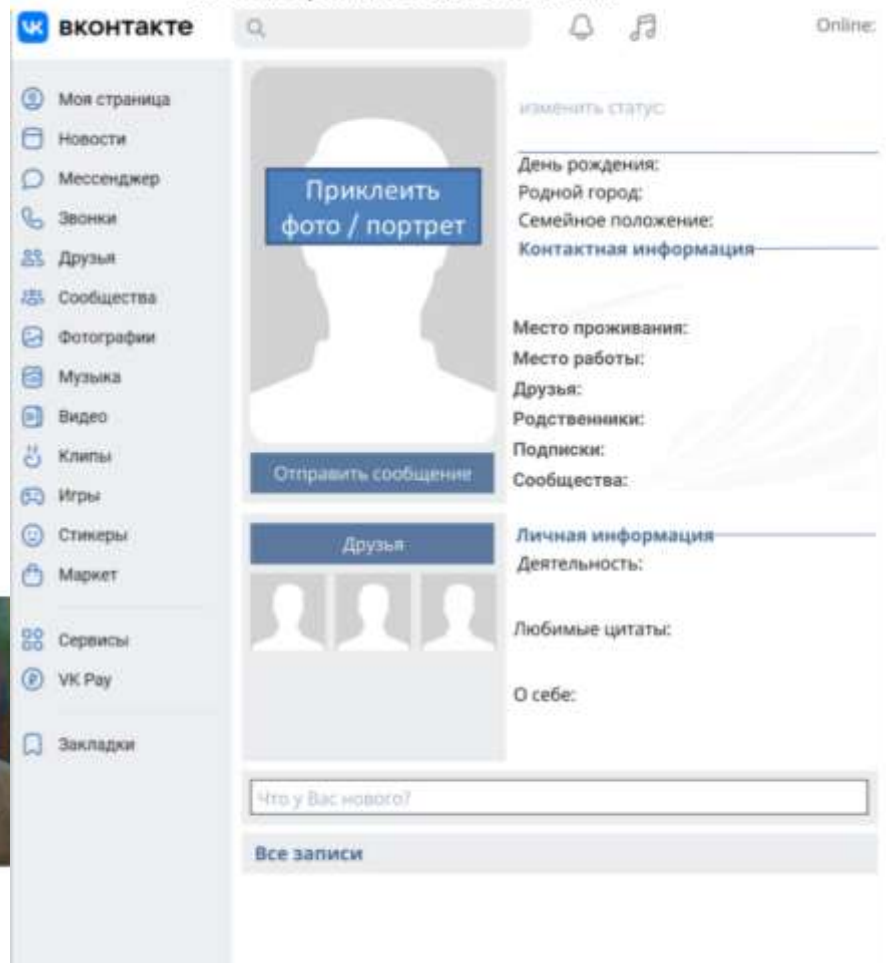 вконтакте
Online:
Моя страница
Новости
Мессенджер
Звонки
Друзья
Сообщества
Фотографии
Музыка
Видео
Клипы
Игры
Стикеры
Маркет
Сервисы
VK Pay
Закладки
Приклеить
фото / портрет
Отправить сообщение
Друзья
изменить статус:
День рождения:
Родной город:
Семейное положение:
Контактная информация
Место проживания:
Место работы:
Друзья:
Родственники:
Подписки:
Сообщества:
Личная информация
Деятельность:
Любимые цитаты:
О себе:
Что у Вас нового?
Все записи